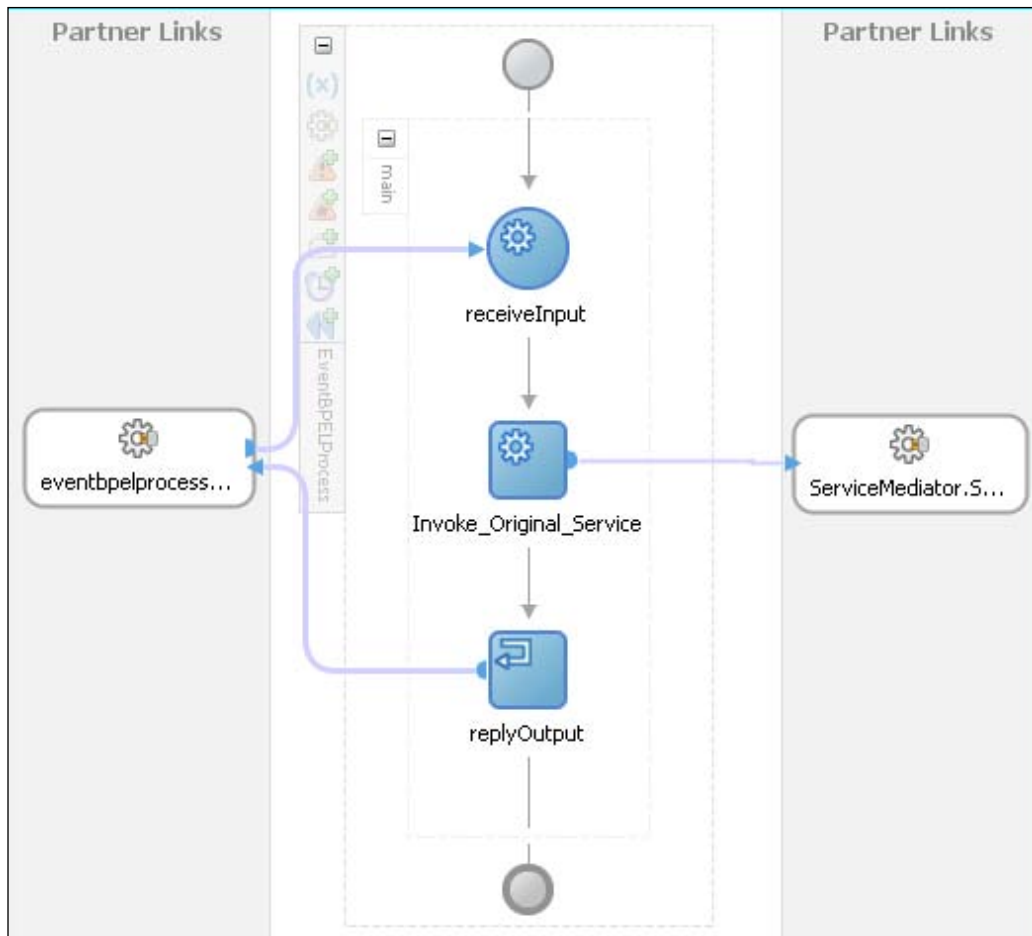 Partner Links
Partner Links
(x)
main
receiveInput
EventBPELProcess
eventbpelprocess...
ServiceMediator.S...
Invoke_Original_Service
replyOutput